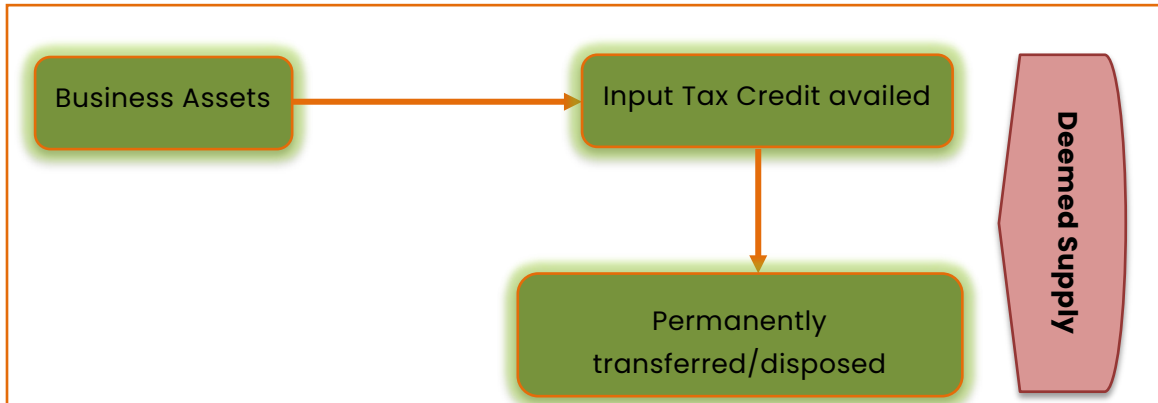 Business Assets
Input Tax Credit availed
Permanently
transferred/disposed
Deemed Supply